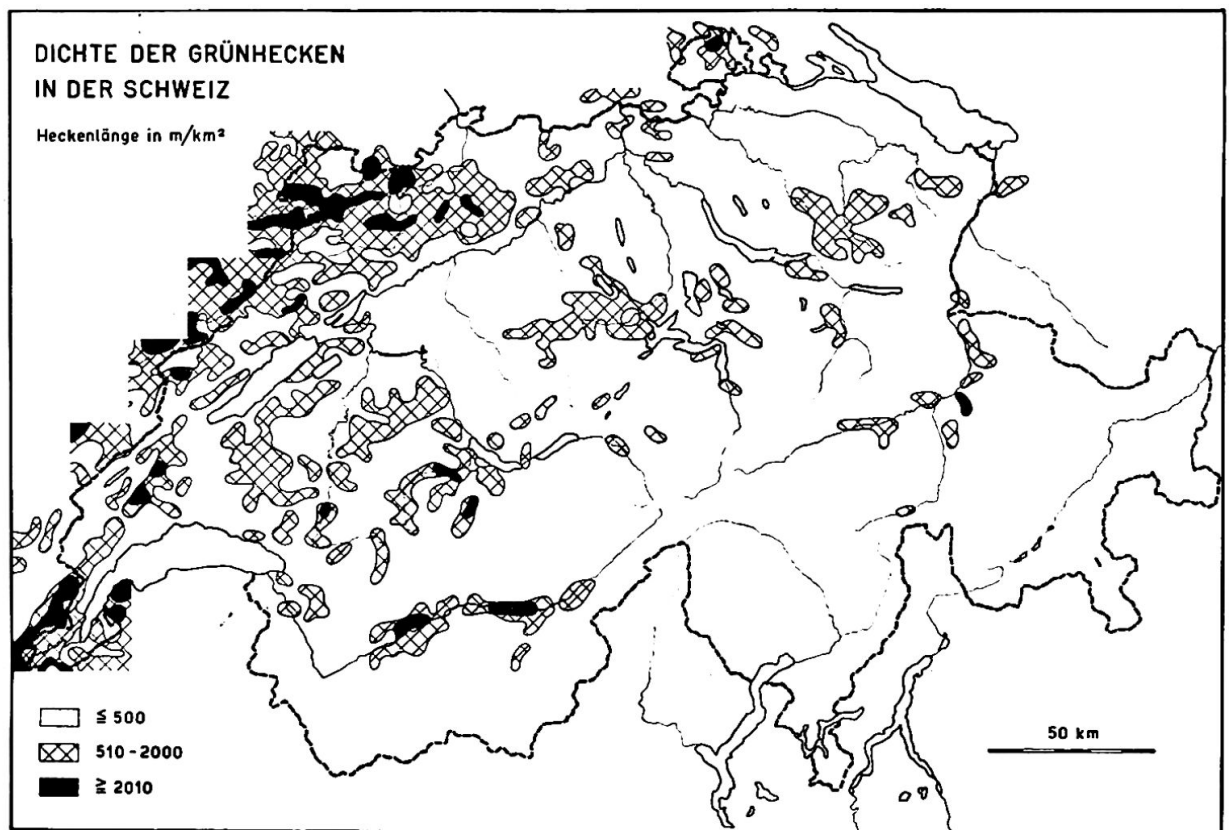 DICHTE DER GRÜNHECKEN
IN DER SCHWEIZ
Heckenlänge in m/km²
≦ 500
510 - 2000
≧ 2010
50 km